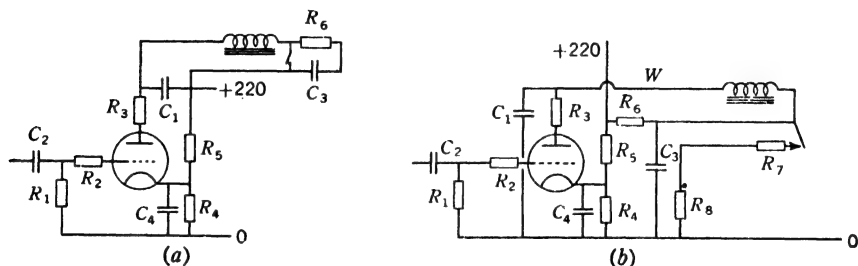 R₆
C₃
+220
C₁
R₃
R₅
C₂
R₂
R₁
C₄
R₄
0
(a)
+220
W
R₆
C₁
R₃
C₃
R₅
R₇
C₂
R₂
R₁
C₄
R₄
R₈
0
(b)